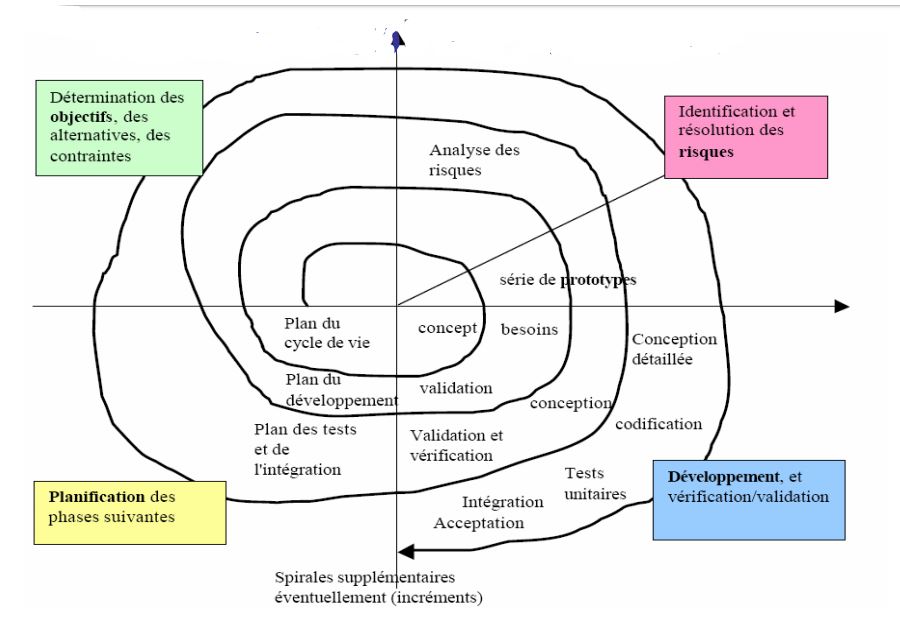 Détermination des
objectifs, des
alternatives, des
contraintes
Identification et
résolution des
risques
Analyse des
risques
série de prototypes
Plan du
cycle de vie
concept
besoins
Conception
détaillée
Plan du
développement
validation
conception
codification
Plan des tests
et de
l'intégration
Validation et
vérification
Tests
unitaires
Intégration
Acceptation
Planification des
phases suivantes
Développement, et
vérification/validation
Spirales supplémentaires
éventuellement (incréments)